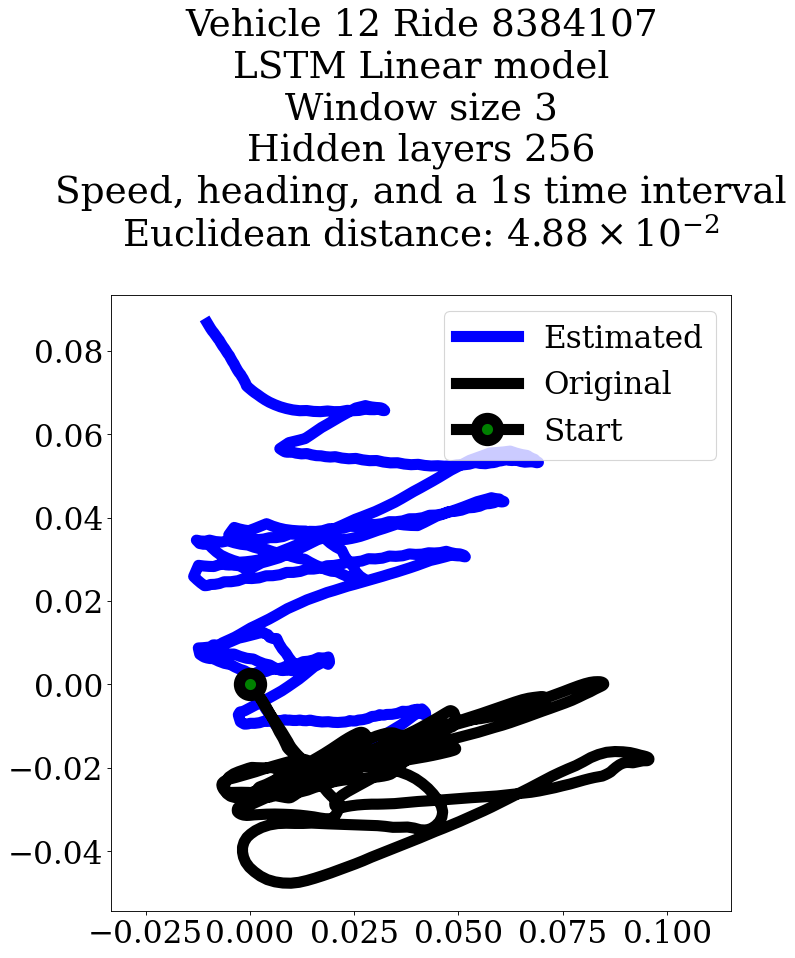 Vehicle 12 Ride 8384107
LSTM Linear model
Window size 3
Hidden layers 256
Speed, heading, and a 1s time interval
Euclidean distance: 4.88 × 10⁻²
Estimated
Original
Start
0.08
0.06
0.04
0.02
0.00
−0.02
−0.04
−0.025 0.000 0.025 0.050 0.075 0.100